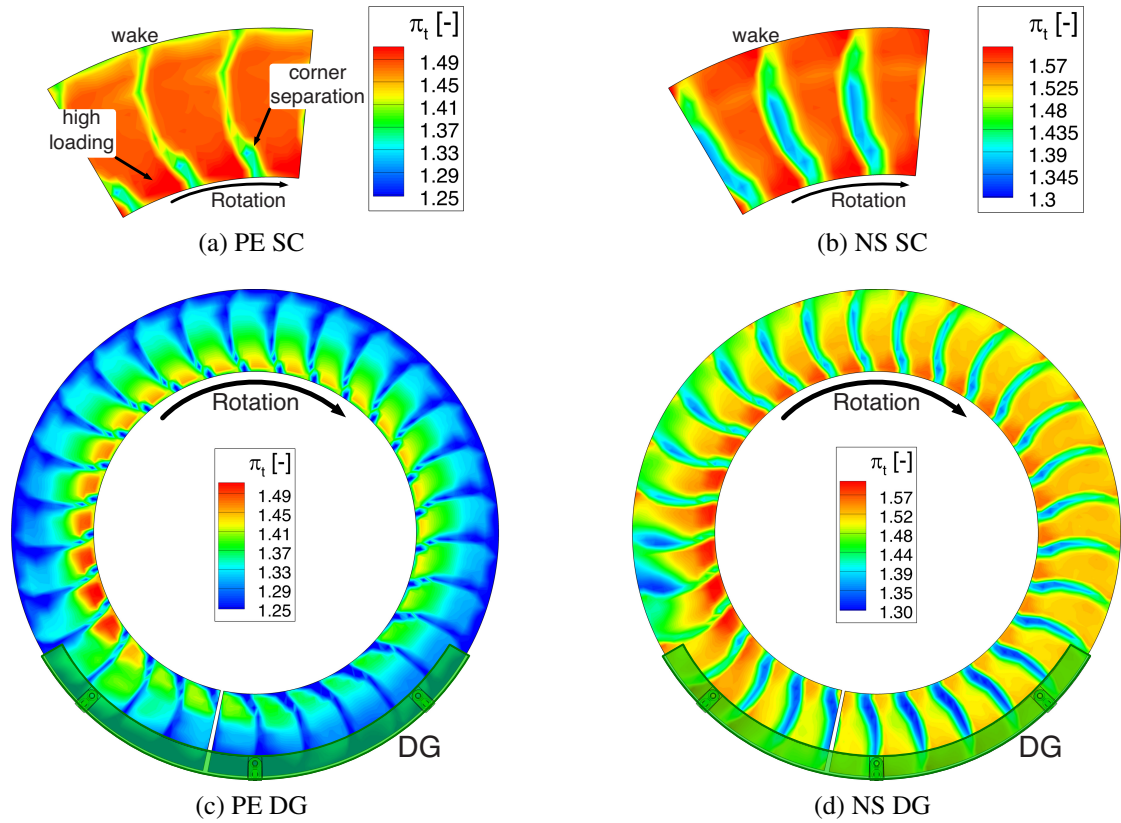 wake
π_t [-]
1.49
1.45
1.41
1.37
1.33
1.29
1.25
corner
separation
high
loading
Rotation
(a) PE SC
wake
π_t [-]
1.57
1.525
1.48
1.435
1.39
1.345
1.3
Rotation
(b) NS SC
Rotation
π_t [-]
1.49
1.45
1.41
1.37
1.33
1.29
1.25
DG
(c) PE DG
Rotation
π_t [-]
1.57
1.52
1.48
1.44
1.39
1.35
1.30
DG
(d) NS DG